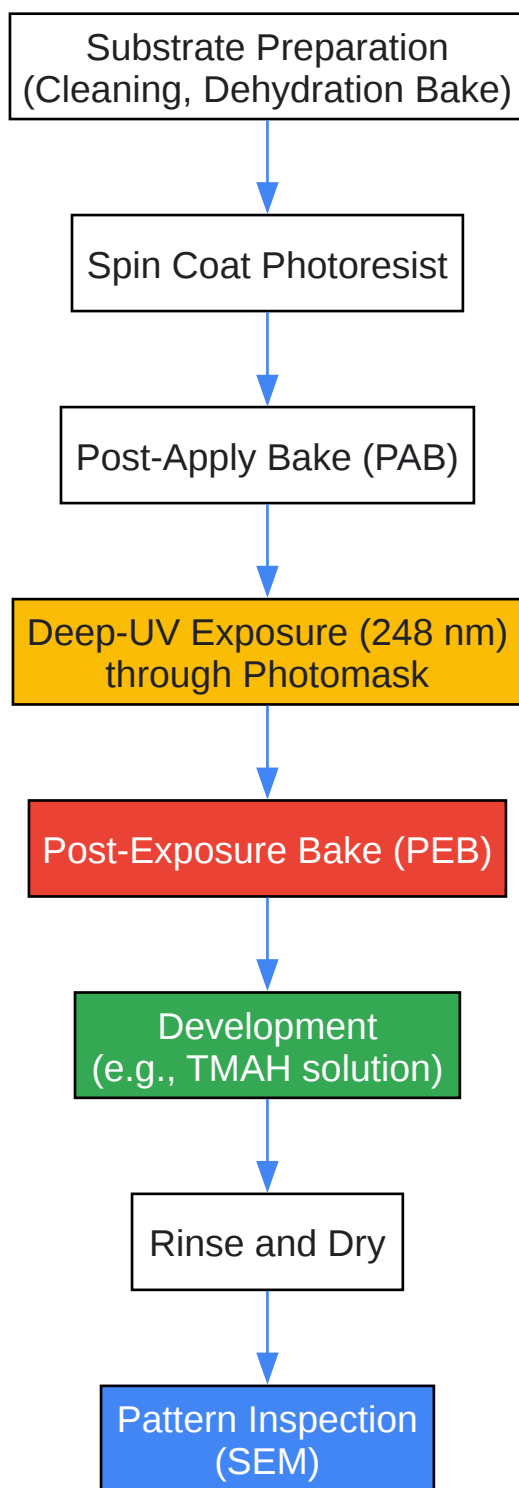 Substrate Preparation
(Cleaning, Dehydration Bake)
Spin Coat Photoresist
Post-Apply Bake (PAB)
Deep-UV Exposure (248 nm)
through Photomask
Post-Exposure Bake (PEB)
Development
(e.g., TMAH solution)
Rinse and Dry
Pattern Inspection
(SEM)